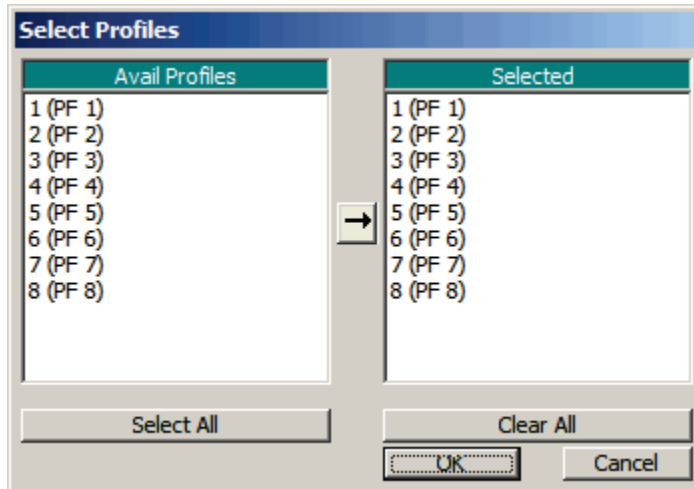 Select Profiles
Avail Profiles
1 (PF 1)
2 (PF 2)
3 (PF 3)
4 (PF 4)
5 (PF 5)
6 (PF 6)
7 (PF 7)
8 (PF 8)
Select All
Selected
1 (PF 1)
2 (PF 2)
3 (PF 3)
4 (PF 4)
5 (PF 5)
6 (PF 6)
7 (PF 7)
8 (PF 8)
Clear All
OK
Cancel